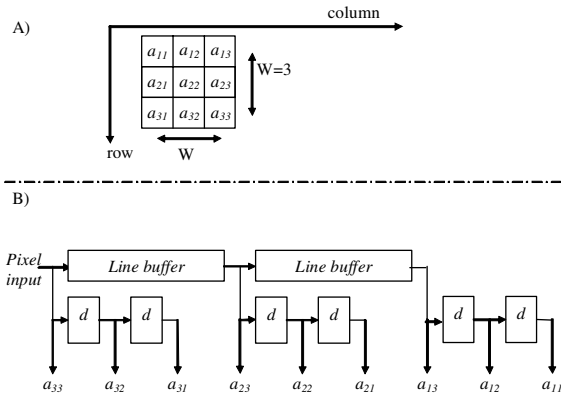 A)
column
a11 a12 a13
a21 a22 a23
a31 a32 a33
W=3
W
row
B)
Pixel input
Line buffer Line buffer
d d d d d d
a33 a32 a31 a23 a22 a21 a13 a12 a11